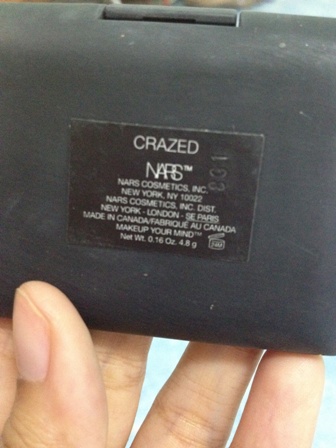 CRAZED
NARS™
NARS COSMETICS, INC.
NEW YORK, NY 10022
NARS COSMETICS, INC. DIST.
NEW YORK - LONDON - SE PARIS
MADE IN CANADA/FABRIQUÉ AU CANADA
MAKEUP YOUR MIND™
Net Wt. 0.16 Oz. 4.8 g